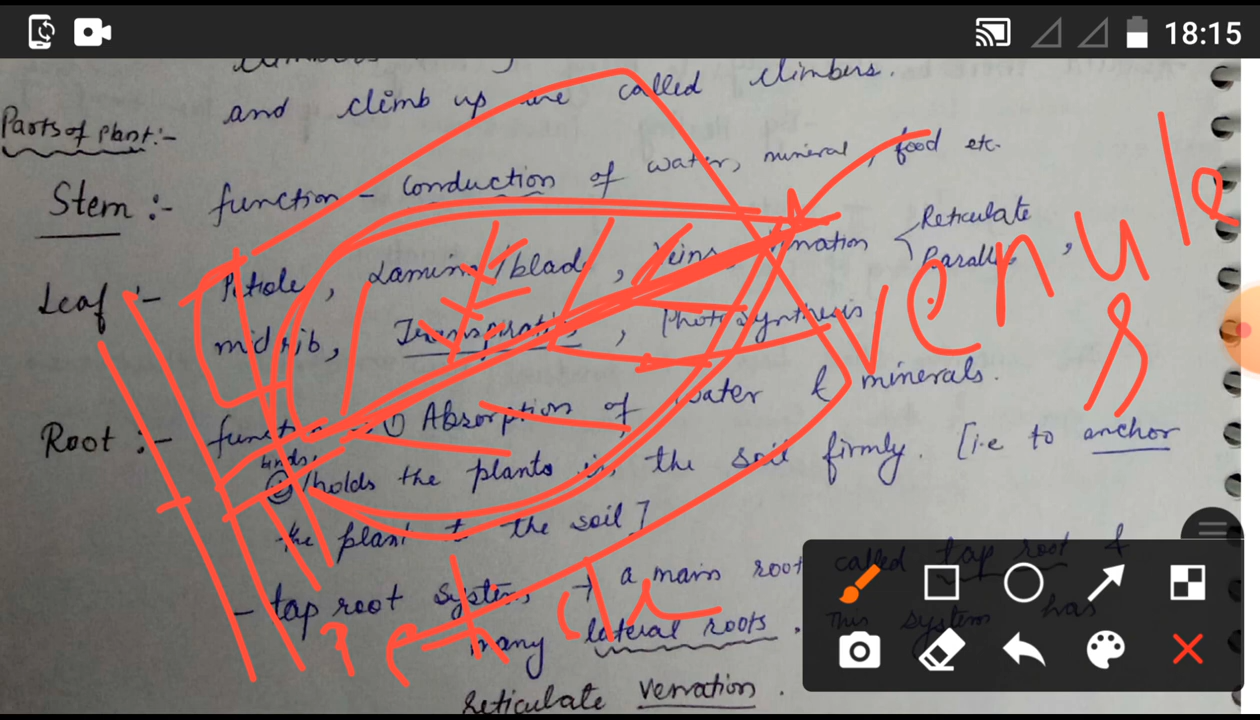 18:15
and climb up are called climbers.
Parts of plant:-
Stem :- function - conduction of water, mineral, food etc.
Leaf :- Petiole, Lamina/blade, Veins, venation < Reticulate
Parallel,
midrib, Transpiration, Photosynthesis
venule
Root :- function → ① Absorption of water & minerals.
binds/
② holds the plants in the soil firmly. [i.e to anchor
the plant to the soil]
- tap root system → a main root called tap root &
many lateral roots. This system has
reticulate venation.